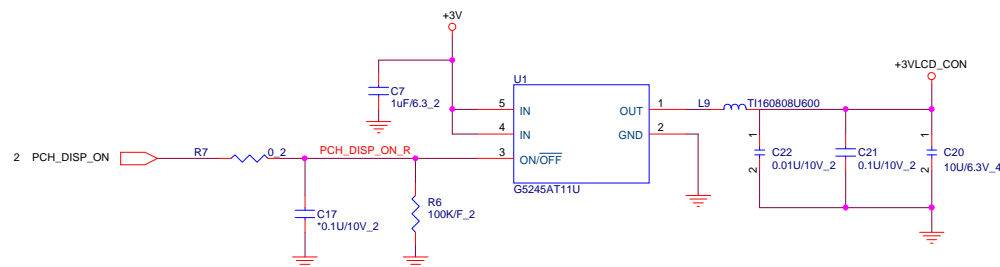 +3V
+3VLCD_CON
C7
1uF/6.3_2
U1
5 IN
4 IN
3 ON/OFF
OUT 1
GND 2
G5245AT11U
L9 TI160808U600
2 PCH_DISP_ON
R7 0_2
PCH_DISP_ON_R
C17
*0.1U/10V_2
R6
100K/F_2
1
2
C22
0.01U/10V_2
C21
0.1U/10V_2
1
2
C20
10U/6.3V_4